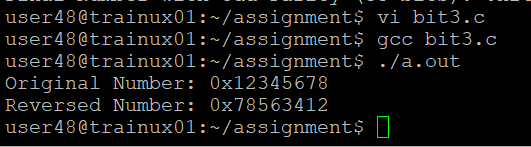 user48@trainux01:~/assignment$ vi bit3.c
user48@trainux01:~/assignment$ gcc bit3.c
user48@trainux01:~/assignment$ ./a.out
Original Number: 0x12345678
Reversed Number: 0x78563412
user48@trainux01:~/assignment$